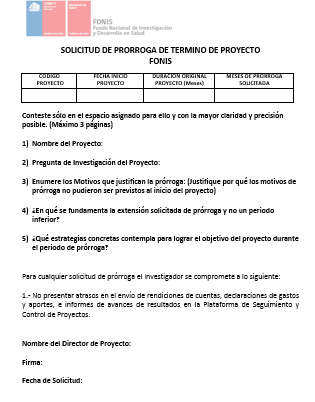 FONIS
Fondo Nacional de Investigación
y Desarrollo en Salud
SOLICITUD DE PRORROGA DE TERMINO DE PROYECTO
FONIS
CODIGO PROYECTO
FECHA INICIO PROYECTO
DURACION ORIGINAL PROYECTO (Meses)
MESES DE PRORROGA SOLICITADA
Conteste sólo en el espacio asignado para ello y con la mayor claridad y precisión
posible. (Máximo 3 páginas)
1) Nombre del Proyecto:
2) Pregunta de Investigación del Proyecto:
3) Enumere los Motivos que justifican la prórroga: (Justifique por qué los motivos de
prórroga no pudieron ser previstos al inicio del proyecto)
4) ¿En qué se fundamenta la extensión solicitada de prórroga y no un periodo
inferior?
5) ¿Qué estrategias concretas contempla para lograr el objetivo del proyecto durante
el periodo de prórroga?
Para cualquier solicitud de prórroga el investigador se compromete a lo siguiente:
1.- No presentar atrasos en el envío de rendiciones de cuentas, declaraciones de gastos
y aportes, e informes de avances de resultados en la Plataforma de Seguimiento y
Control de Proyectos.
Nombre del Director de Proyecto:
Firma:
Fecha de Solicitud: